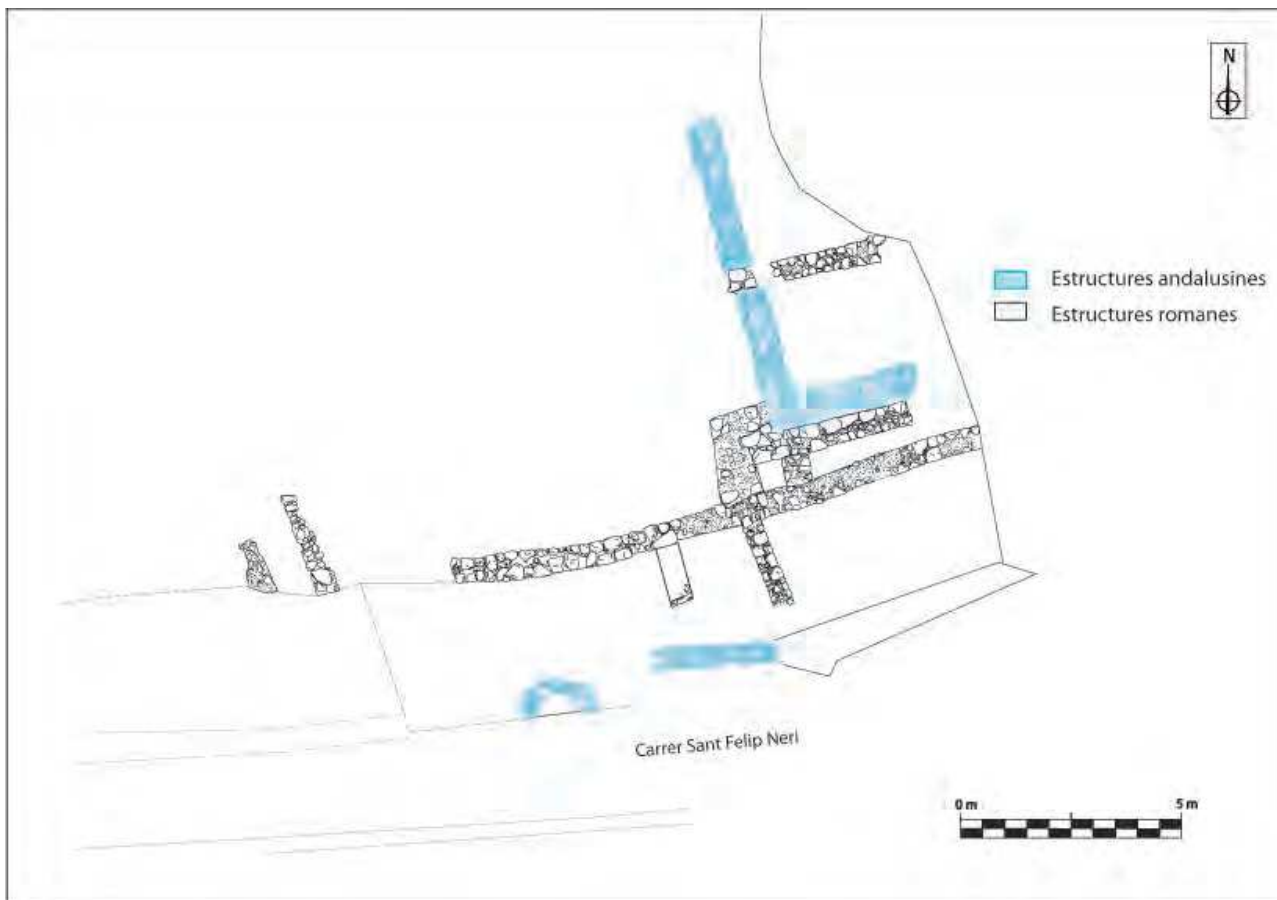 N
Estructures andalusines
Estructures romanes
Carrer Sant Felip Neri
0 m 5 m